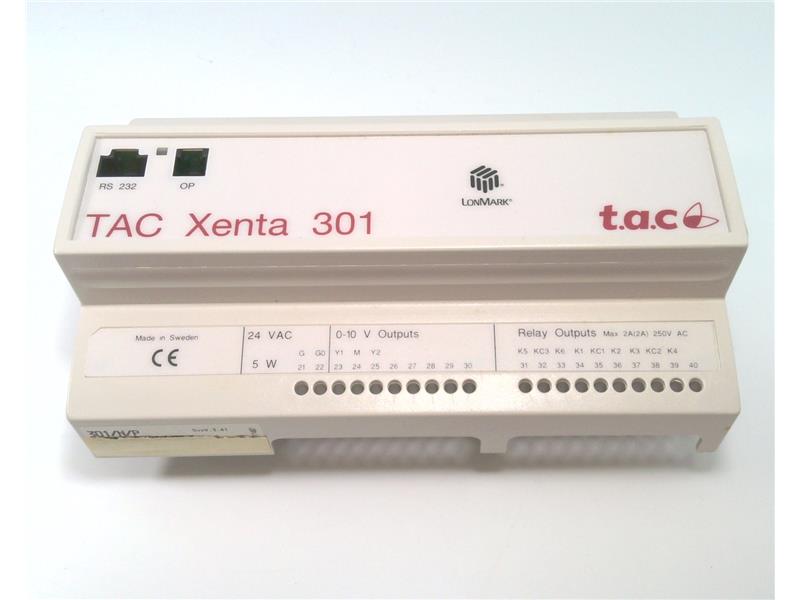 RS 232 OP
LONMARK®
TAC Xenta 301
t.a.c
Made in Sweden
CE
24 VAC
5 W
0-10 V Outputs
G G0 Y1 M Y2
21 22 23 24 25 26 27 28 29 30
Relay Outputs Max 2A(2A) 250V AC
K5 KC3 K6 K1 KC1 K2 K3 KC2 K4
31 32 33 34 35 36 37 38 39 40
301/N/P